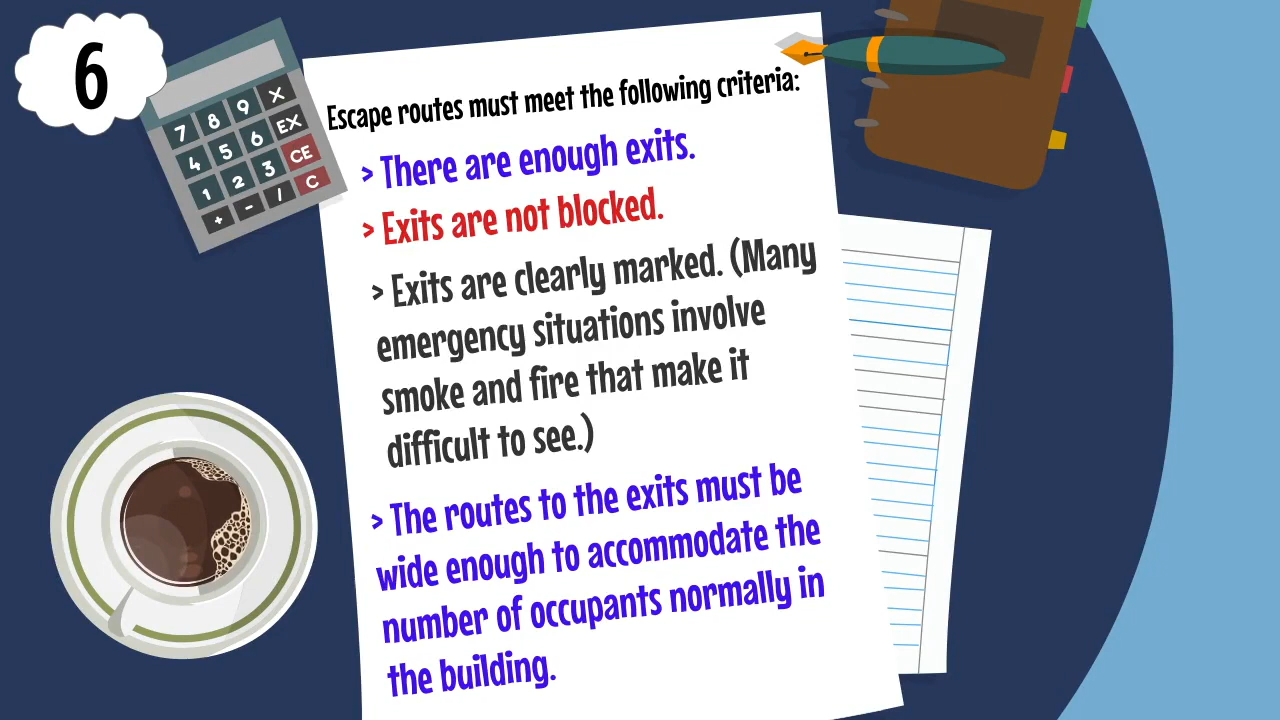 6
7 8 9 X
4 5 6 EX
1 2 3 CE
+ - / C
Escape routes must meet the following criteria:
> There are enough exits.
> Exits are not blocked.
> Exits are clearly marked. (Many
emergency situations involve
smoke and fire that make it
difficult to see.)
> The routes to the exits must be
wide enough to accommodate the
number of occupants normally in
the building.